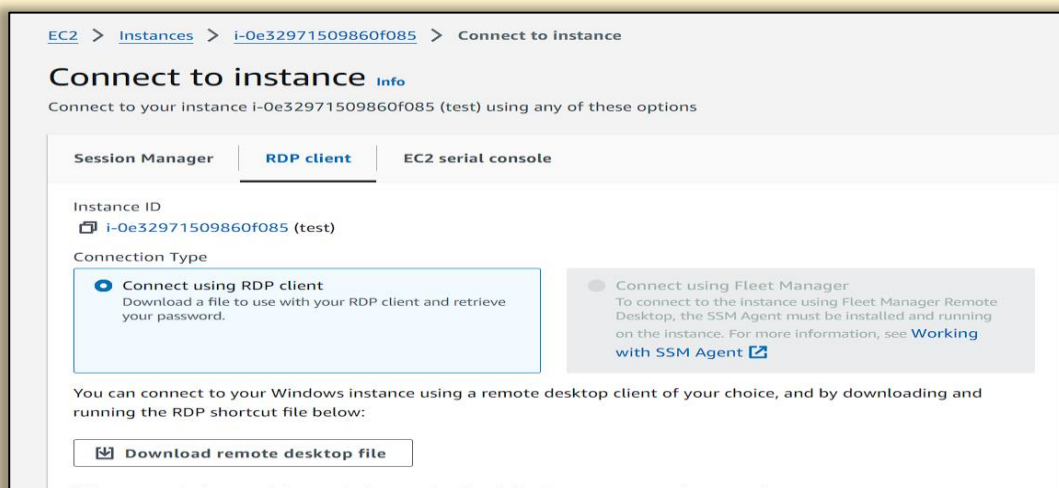 EC2 > Instances > i-0e32971509860f085 > Connect to instance
Connect to instance Info
Connect to your instance i-0e32971509860f085 (test) using any of these options
Session Manager RDP client EC2 serial console
Instance ID
i-0e32971509860f085 (test)
Connection Type
Connect using RDP client
Download a file to use with your RDP client and retrieve
your password.
Connect using Fleet Manager
To connect to the instance using Fleet Manager Remote
Desktop, the SSM Agent must be installed and running
on the instance. For more information, see Working
with SSM Agent
You can connect to your Windows instance using a remote desktop client of your choice, and by downloading and
running the RDP shortcut file below:
Download remote desktop file